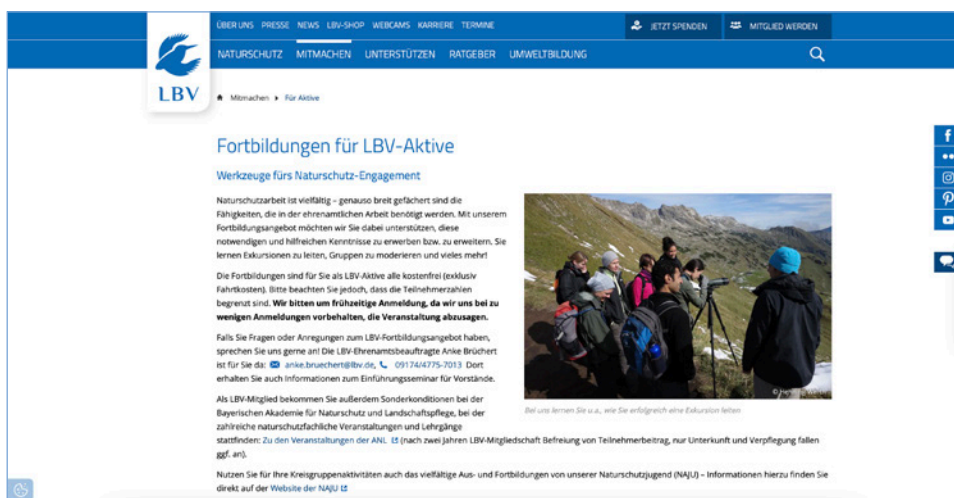 ÜBER UNS PRESSE NEWS LBV-SHOP WEBCAMS KARRIERE TERMINE
JETZT SPENDEN
MITGLIED WERDEN
NATURSCHUTZ MITMACHEN UNTERSTÜTZEN RATGEBER UMWELTBILDUNG
LBV
Mitmachen Für Aktive
Fortbildungen für LBV-Aktive
Werkzeuge fürs Naturschutz-Engagement
Naturschutzarbeit ist vielfältig – genauso breit gefächert sind die
Fähigkeiten, die in der ehrenamtlichen Arbeit benötigt werden. Mit unserem
Fortbildungsangebot möchten wir Sie dabei unterstützen, diese
notwendigen und hilfreichen Kenntnisse zu erwerben bzw. zu erweitern. Sie
lernen Exkursionen zu leiten, Gruppen zu moderieren und vieles mehr!
Die Fortbildungen sind für Sie als LBV-Aktive alle kostenfrei (exklusiv
Fahrtkosten). Bitte beachten Sie jedoch, dass die Teilnehmerzahlen
begrenzt sind. Wir bitten um frühzeitige Anmeldung, da wir uns bei zu
wenigen Anmeldungen vorbehalten, die Veranstaltung abzusagen.
Falls Sie Fragen oder Anregungen zum LBV-Fortbildungsangebot haben,
sprechen Sie uns gerne an! Die LBV-Ehrenamtsbeauftragte Anke Brüchert
ist für Sie da: anke.bruechert@lbv.de, 09174/4775-7013 Dort
erhalten Sie auch Informationen zum Einführungsseminar für Vorstände.
Als LBV-Mitglied bekommen Sie außerdem Sonderkonditionen bei der
Bayerischen Akademie für Naturschutz und Landschaftspflege, bei der
zahlreiche naturschutzfachliche Veranstaltungen und Lehrgänge
stattfinden: Zu den Veranstaltungen der ANL (nach zwei Jahren LBV-Mitgliedschaft Befreiung von Teilnehmerbeitrag, nur Unterkunft und Verpflegung fallen
ggf. an).
Bei uns lernen Sie u.a., wie Sie erfolgreich eine Exkursion leiten
Nutzen Sie für Ihre Kreisgruppenaktivitäten auch das vielfältige Aus- und Fortbildungen von unserer Naturschutzjugend (NAJU) – Informationen hierzu finden Sie
direkt auf der Website der NAJU